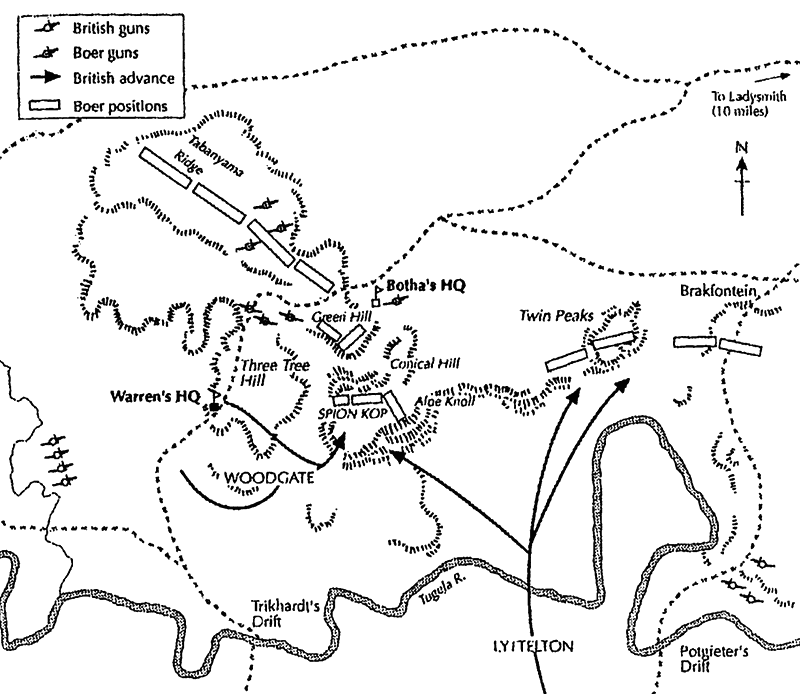 British guns
Boer guns
British advance
Boer positions
To Ladysmith
(10 miles)
N
Tabanyama
Ridge
Botha's HQ
Brakfontein
Green Hill
Twin Peaks
Three Tree
Hill
Conical Hill
Warren's HQ
SPION KOP
Aloe Knoll
WOODGATE
Tugela R.
Trikhardt's
Drift
LYTTELTON
Potgieter's
Drift